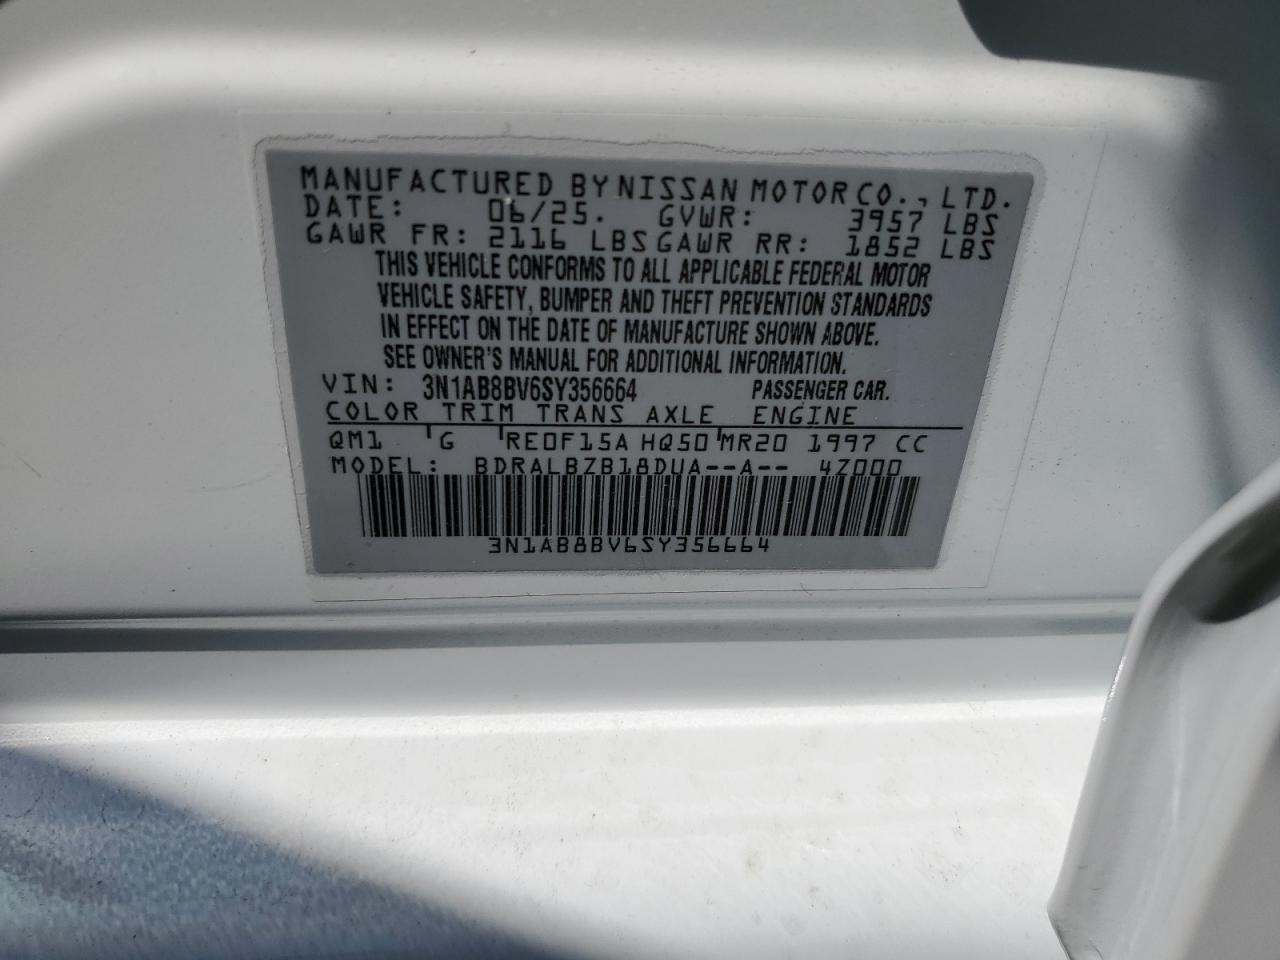 MANUFACTURED BY NISSAN MOTOR CO., LTD.
DATE: 06/25. GVWR: 3957 LBS
GAWR FR: 2116 LBS GAWR RR: 1852 LBS
THIS VEHICLE CONFORMS TO ALL APPLICABLE FEDERAL MOTOR
VEHICLE SAFETY, BUMPER AND THEFT PREVENTION STANDARDS
IN EFFECT ON THE DATE OF MANUFACTURE SHOWN ABOVE.
SEE OWNER'S MANUAL FOR ADDITIONAL INFORMATION.
VIN: 3N1AB8BV6SY356664 PASSENGER CAR.
COLOR TRIM TRANS AXLE ENGINE
QM1 G RE0F15A HQ50 MR20 1997 CC
MODEL: BDRALBZB18DUA--A-- 4Z000
3N1AB8BV6SY356664